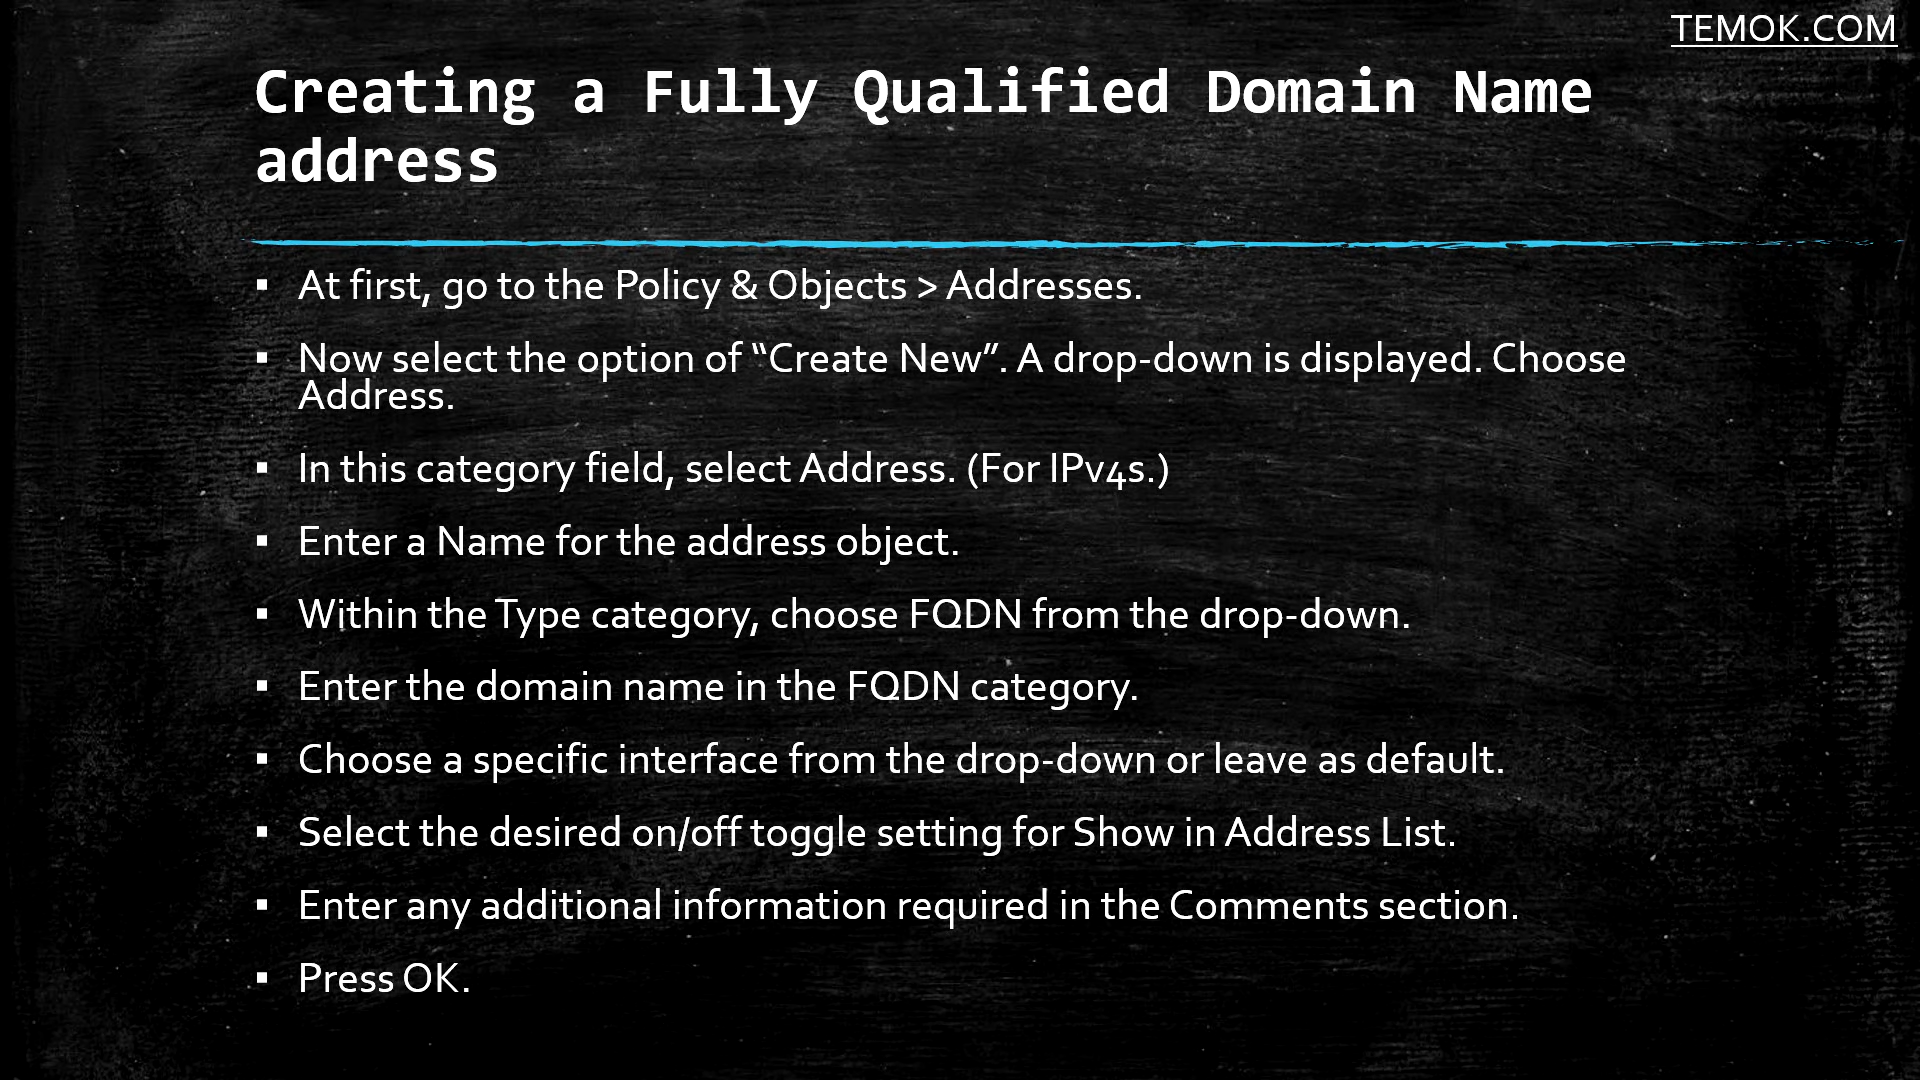 TEMOK.COM
Creating a Fully Qualified Domain Name
address
▪ At first, go to the Policy & Objects > Addresses.
▪ Now select the option of “Create New”. A drop-down is displayed. Choose
Address.
▪ In this category field, select Address. (For IPv4s.)
▪ Enter a Name for the address object.
▪ Within the Type category, choose FQDN from the drop-down.
▪ Enter the domain name in the FQDN category.
▪ Choose a specific interface from the drop-down or leave as default.
▪ Select the desired on/off toggle setting for Show in Address List.
▪ Enter any additional information required in the Comments section.
▪ Press OK.